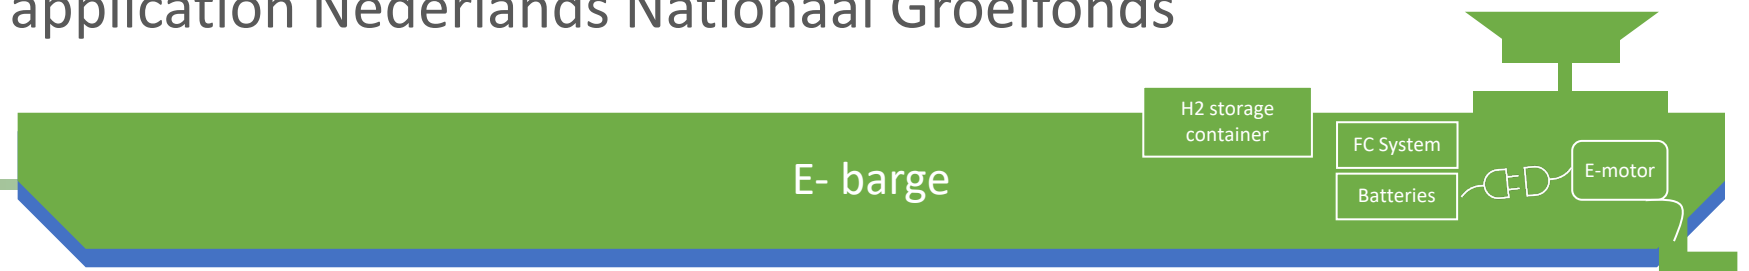 application Nederlands Nationaal Groeifonds
H2 storage
container
FC System
E- barge
E-motor
Batteries